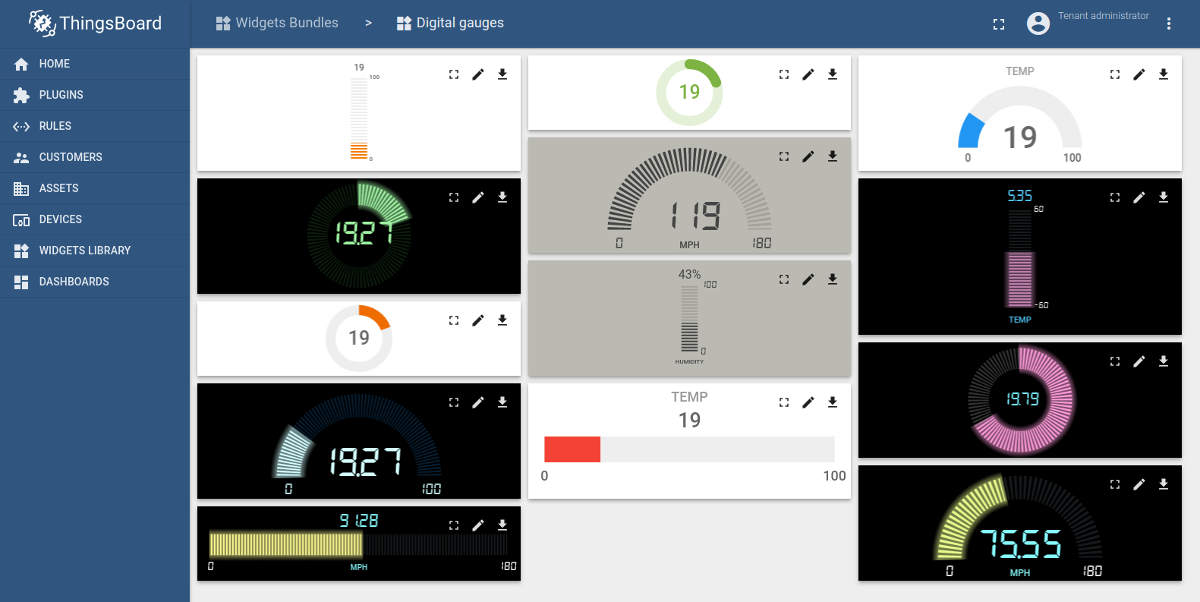 ThingsBoard
Widgets Bundles > Digital gauges
Tenant administrator
HOME
PLUGINS
RULES
CUSTOMERS
ASSETS
DEVICES
WIDGETS LIBRARY
DASHBOARDS
19
100
0
19.27
19
19.27
0 100
91.28
0 MPH 180
19
119
0 MPH 180
43%
100
0
HUMIDITY
TEMP
19
0 100
TEMP
19
0 100
5.35
60
-60
TEMP
19.79
75.55
0 MPH 180